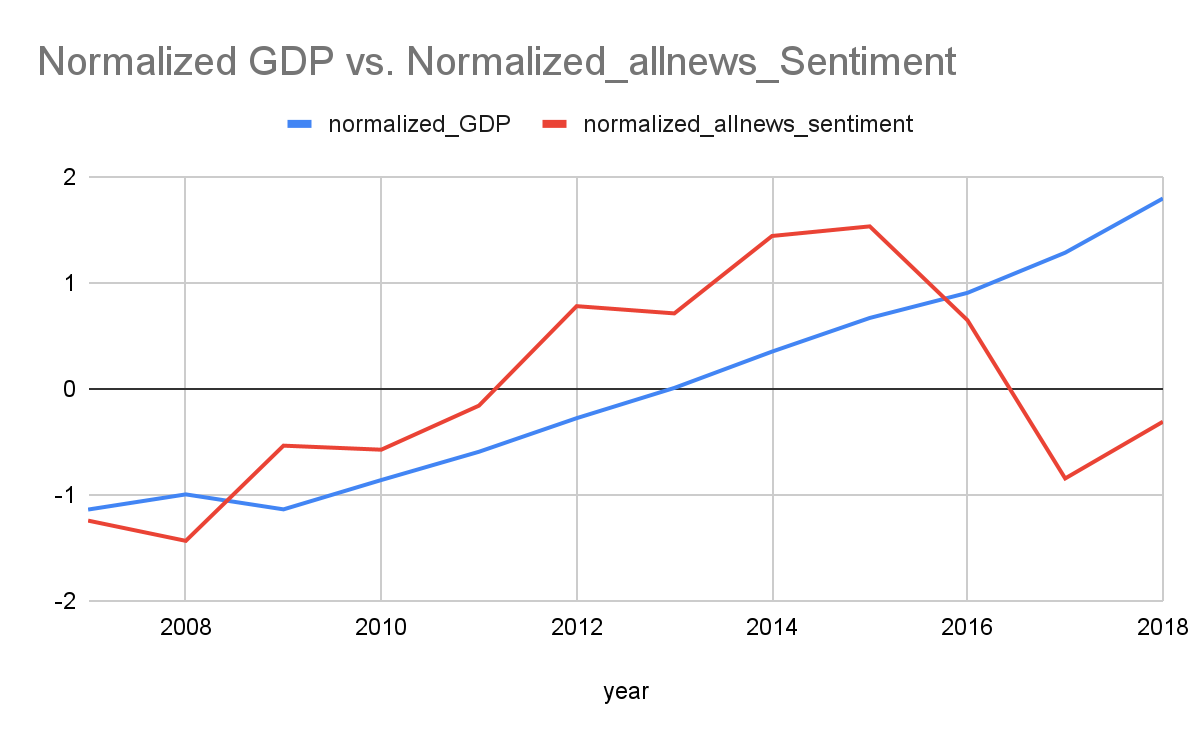 Normalized GDP vs. Normalized_allnews_Sentiment
normalized_GDP normalized_allnews_sentiment
2
1
0
-1
-2
2008 2010 2012 2014 2016 2018
year